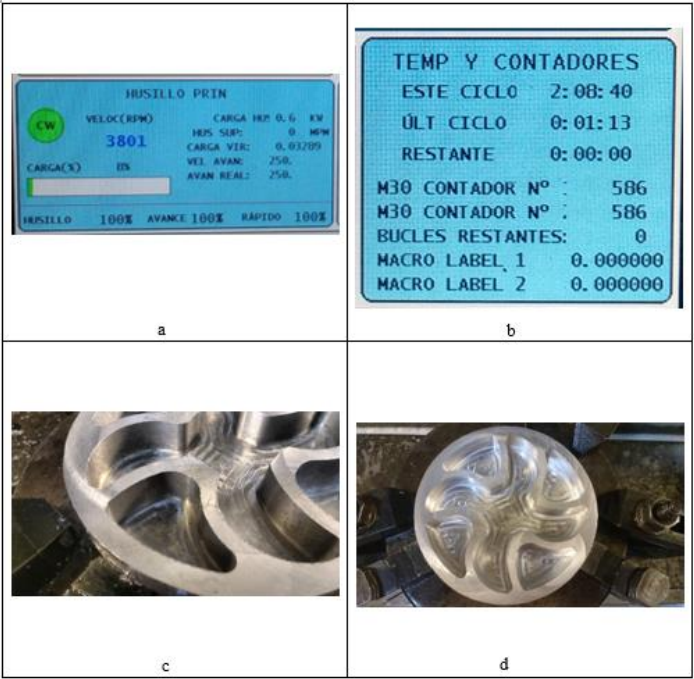 HUSILLO PRIN
CW
VELOC(RPM)
3801
CARGA HUS 0.6 KW
HUS SUP: 0 MPM
CARGA VIR: 0.03289
VEL AVAN: 250.
AVAN REAL: 250.
CARGA(%)
HUSILLO 100% AVANCE 100% RÁPIDO 100%
a
TEMP Y CONTADORES
ESTE CICLO 2:08:40
ÚLT CICLO 0:01:13
RESTANTE 0:00:00
M30 CONTADOR Nº : 586
M30 CONTADOR Nº : 586
BUCLES RESTANTES: 0
MACRO LABEL 1 0.000000
MACRO LABEL 2 0.000000
b
c
d